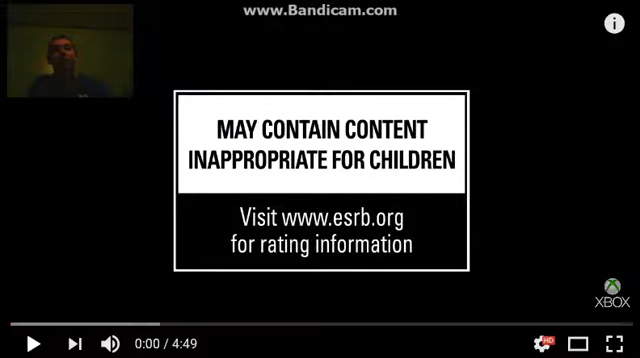 www.Bandicam.com
MAY CONTAIN CONTENT
INAPPROPRIATE FOR CHILDREN
Visit www.esrb.org
for rating information
XBOX
0:00 / 4:49
HD